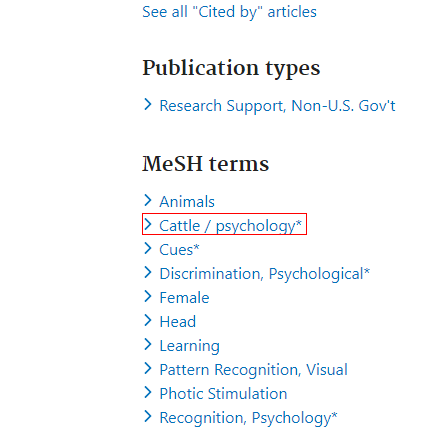 See all "Cited by" articles
Publication types
Research Support, Non-U.S. Gov't
MeSH terms
Animals
Cattle / psychology*
Cues*
Discrimination, Psychological*
Female
Head
Learning
Pattern Recognition, Visual
Photic Stimulation
Recognition, Psychology*